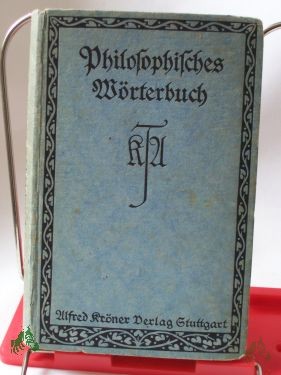 Philosophisches
Wörterbuch
KTA
Alfred Kröner Verlag Stuttgart